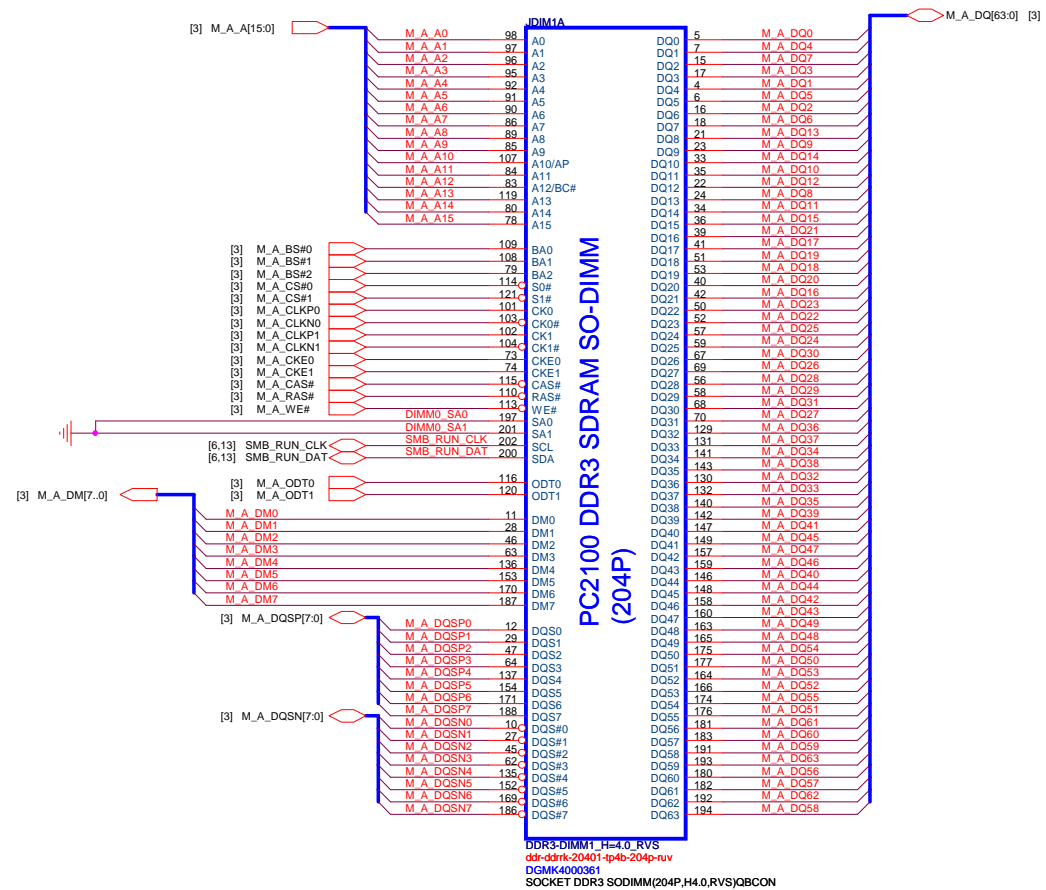 JDIM1A
[3] M_A_A[15:0]
M_A_DQ[63:0] [3]
M_A_A0 98 A0 DQ0 5 M_A_DQ0
M_A_A1 97 A1 DQ1 7 M_A_DQ4
M_A_A2 96 A2 DQ2 15 M_A_DQ7
M_A_A3 95 A3 DQ3 17 M_A_DQ3
M_A_A4 92 A4 DQ4 4 M_A_DQ1
M_A_A5 91 A5 DQ5 6 M_A_DQ5
M_A_A6 90 A6 DQ6 16 M_A_DQ2
M_A_A7 86 A7 DQ7 18 M_A_DQ6
M_A_A8 89 A8 DQ8 21 M_A_DQ13
M_A_A9 85 A9 DQ9 23 M_A_DQ9
M_A_A10 107 A10/AP DQ10 33 M_A_DQ14
M_A_A11 84 A11 DQ11 35 M_A_DQ10
M_A_A12 83 A12/BC# DQ12 22 M_A_DQ12
M_A_A13 119 A13 DQ13 24 M_A_DQ8
M_A_A14 80 A14 DQ14 34 M_A_DQ11
M_A_A15 78 A15 DQ15 36 M_A_DQ15
DQ16 39 M_A_DQ21
[3] M_A_BS#0 109 BA0 DQ17 41 M_A_DQ17
[3] M_A_BS#1 108 BA1 DQ18 51 M_A_DQ19
[3] M_A_BS#2 79 BA2 DQ19 53 M_A_DQ18
[3] M_A_CS#0 114 S0# DQ20 40 M_A_DQ20
[3] M_A_CS#1 121 S1# DQ21 42 M_A_DQ16
[3] M_A_CLKP0 101 CK0 DQ22 50 M_A_DQ23
[3] M_A_CLKN0 103 CK0# DQ23 52 M_A_DQ22
[3] M_A_CLKP1 102 CK1 DQ24 57 M_A_DQ25
[3] M_A_CLKN1 104 CK1# DQ25 59 M_A_DQ24
[3] M_A_CKE0 73 CKE0 DQ26 67 M_A_DQ30
[3] M_A_CKE1 74 CKE1 DQ27 69 M_A_DQ26
[3] M_A_CAS# 115 CAS# DQ28 56 M_A_DQ28
[3] M_A_RAS# 110 RAS# DQ29 58 M_A_DQ29
[3] M_A_WE# 113 WE# DQ30 68 M_A_DQ31
DIMM0_SA0 197 SA0 DQ31 70 M_A_DQ27
DIMM0_SA1 201 SA1 DQ32 129 M_A_DQ36
[6,13] SMB_RUN_CLK SMB_RUN_CLK 202 SCL DQ33 131 M_A_DQ37
[6,13] SMB_RUN_DAT SMB_RUN_DAT 200 SDA DQ34 141 M_A_DQ34
DQ35 143 M_A_DQ38
[3] M_A_ODT0 116 ODT0 DQ36 130 M_A_DQ32
[3] M_A_ODT1 120 ODT1 DQ37 132 M_A_DQ33
DQ38 140 M_A_DQ35
[3] M_A_DM[7..0]
M_A_DM0 11 DM0 DQ39 142 M_A_DQ39
M_A_DM1 28 DM1 DQ40 147 M_A_DQ41
M_A_DM2 46 DM2 DQ41 149 M_A_DQ45
M_A_DM3 63 DM3 DQ42 157 M_A_DQ47
M_A_DM4 136 DM4 DQ43 159 M_A_DQ46
M_A_DM5 153 DM5 DQ44 146 M_A_DQ40
M_A_DM6 170 DM6 DQ45 148 M_A_DQ44
M_A_DM7 187 DM7 DQ46 158 M_A_DQ42
DQ47 160 M_A_DQ43
[3] M_A_DQSP[7:0]
M_A_DQSP0 12 DQS0 DQ48 163 M_A_DQ49
M_A_DQSP1 29 DQS1 DQ49 165 M_A_DQ48
M_A_DQSP2 47 DQS2 DQ50 175 M_A_DQ54
M_A_DQSP3 64 DQS3 DQ51 177 M_A_DQ50
M_A_DQSP4 137 DQS4 DQ52 164 M_A_DQ53
M_A_DQSP5 154 DQS5 DQ53 166 M_A_DQ52
M_A_DQSP6 171 DQS6 DQ54 174 M_A_DQ55
M_A_DQSP7 188 DQS7 DQ55 176 M_A_DQ51
[3] M_A_DQSN[7:0]
M_A_DQSN0 10 DQS#0 DQ56 181 M_A_DQ61
M_A_DQSN1 27 DQS#1 DQ57 183 M_A_DQ60
M_A_DQSN2 45 DQS#2 DQ58 191 M_A_DQ59
M_A_DQSN3 62 DQS#3 DQ59 193 M_A_DQ63
M_A_DQSN4 135 DQS#4 DQ60 180 M_A_DQ56
M_A_DQSN5 152 DQS#5 DQ61 182 M_A_DQ57
M_A_DQSN6 169 DQS#6 DQ62 192 M_A_DQ62
M_A_DQSN7 186 DQS#7 DQ63 194 M_A_DQ58
PC2100 DDR3 SDRAM SO-DIMM
(204P)
DDR3-DIMM1_H=4.0_RVS
ddr-ddrrk-20401-tp4b-204p-ruv
DGMK4000361
SOCKET DDR3 SODIMM(204P,H4.0,RVS)QBCON